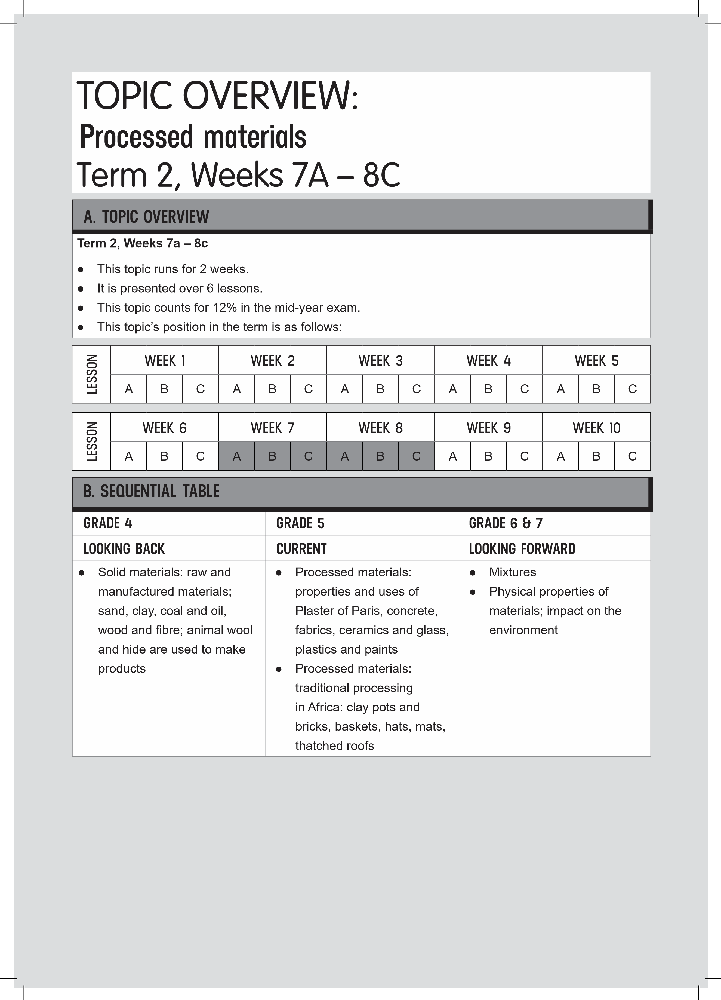 TOPIC OVERVIEW:
Processed materials
Term 2, Weeks 7A – 8C
A. TOPIC OVERVIEW
Term 2, Weeks 7a – 8c
● This topic runs for 2 weeks.
● It is presented over 6 lessons.
● This topic counts for 12% in the mid-year exam.
● This topic’s position in the term is as follows:
LESSON WEEK 1 WEEK 2 WEEK 3 WEEK 4 WEEK 5
A B C A B C A B C A B C A B C
LESSON WEEK 6 WEEK 7 WEEK 8 WEEK 9 WEEK 10
A B C A B C A B C A B C A B C
B. SEQUENTIAL TABLE
GRADE 4 GRADE 5 GRADE 6 & 7
LOOKING BACK CURRENT LOOKING FORWARD
● Solid materials: raw and
manufactured materials;
sand, clay, coal and oil,
wood and fibre; animal wool
and hide are used to make
products
● Processed materials:
properties and uses of
Plaster of Paris, concrete,
fabrics, ceramics and glass,
plastics and paints
● Processed materials:
traditional processing
in Africa: clay pots and
bricks, baskets, hats, mats,
thatched roofs
● Mixtures
● Physical properties of
materials; impact on the
environment